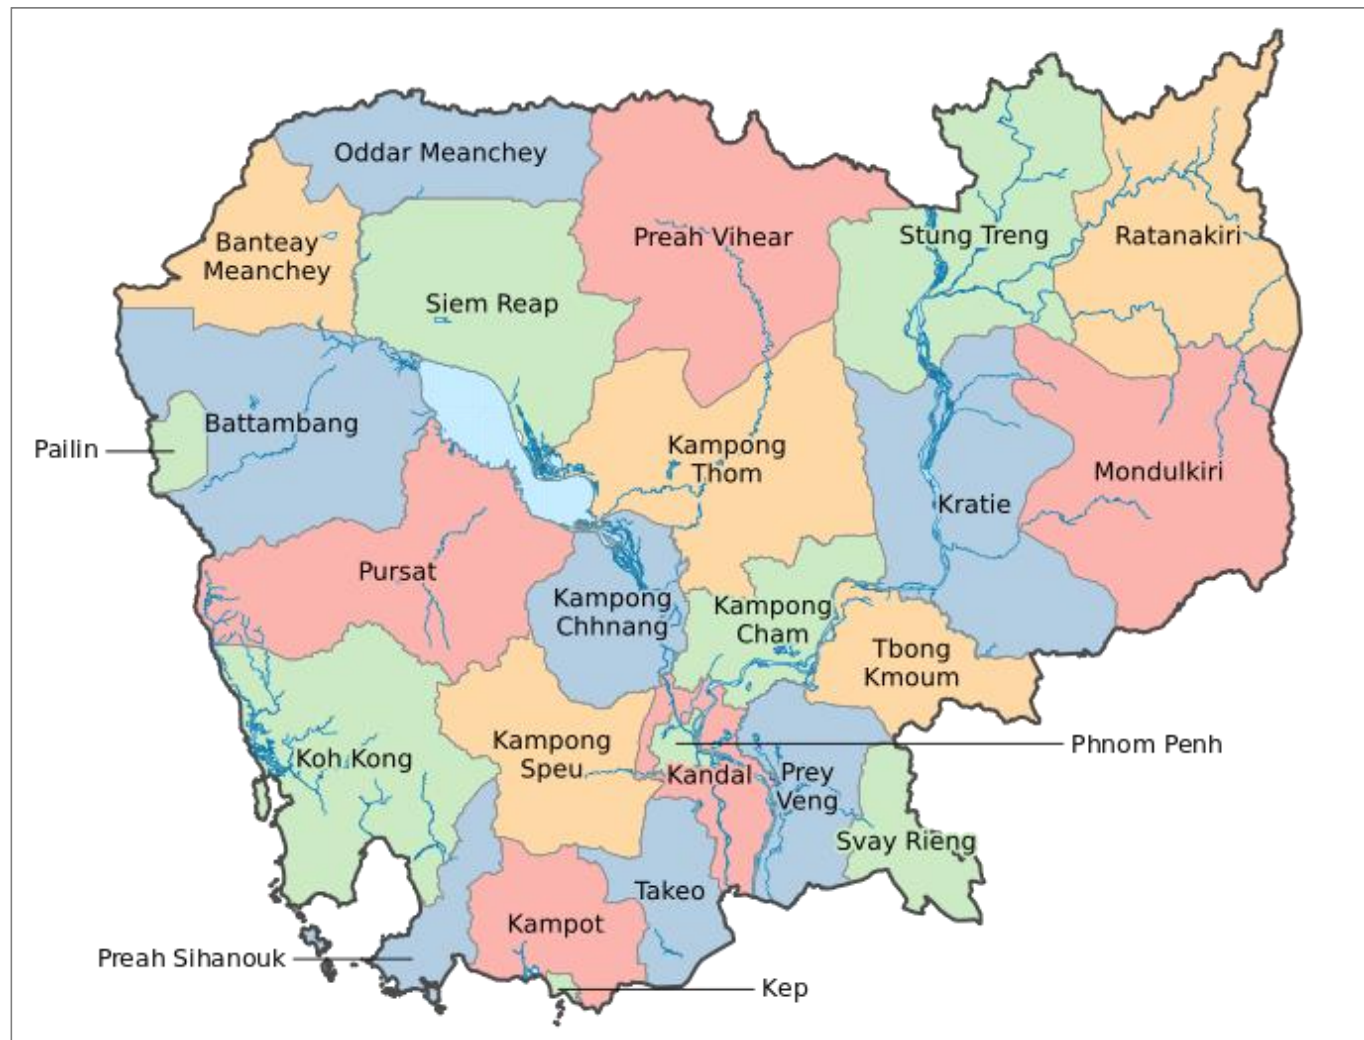 Oddar Meanchey
Banteay
Meanchey
Siem Reap
Preah Vihear
Stung Treng
Ratanakiri
Pailin
Battambang
Kampong
Thom
Kratie
Mondulkiri
Pursat
Kampong
Chhnang
Kampong
Cham
Tbong
Kmoum
Koh Kong
Kampong
Speu
Kandal
Phnom Penh
Prey
Veng
Svay Rieng
Takeo
Kampot
Preah Sihanouk
Kep